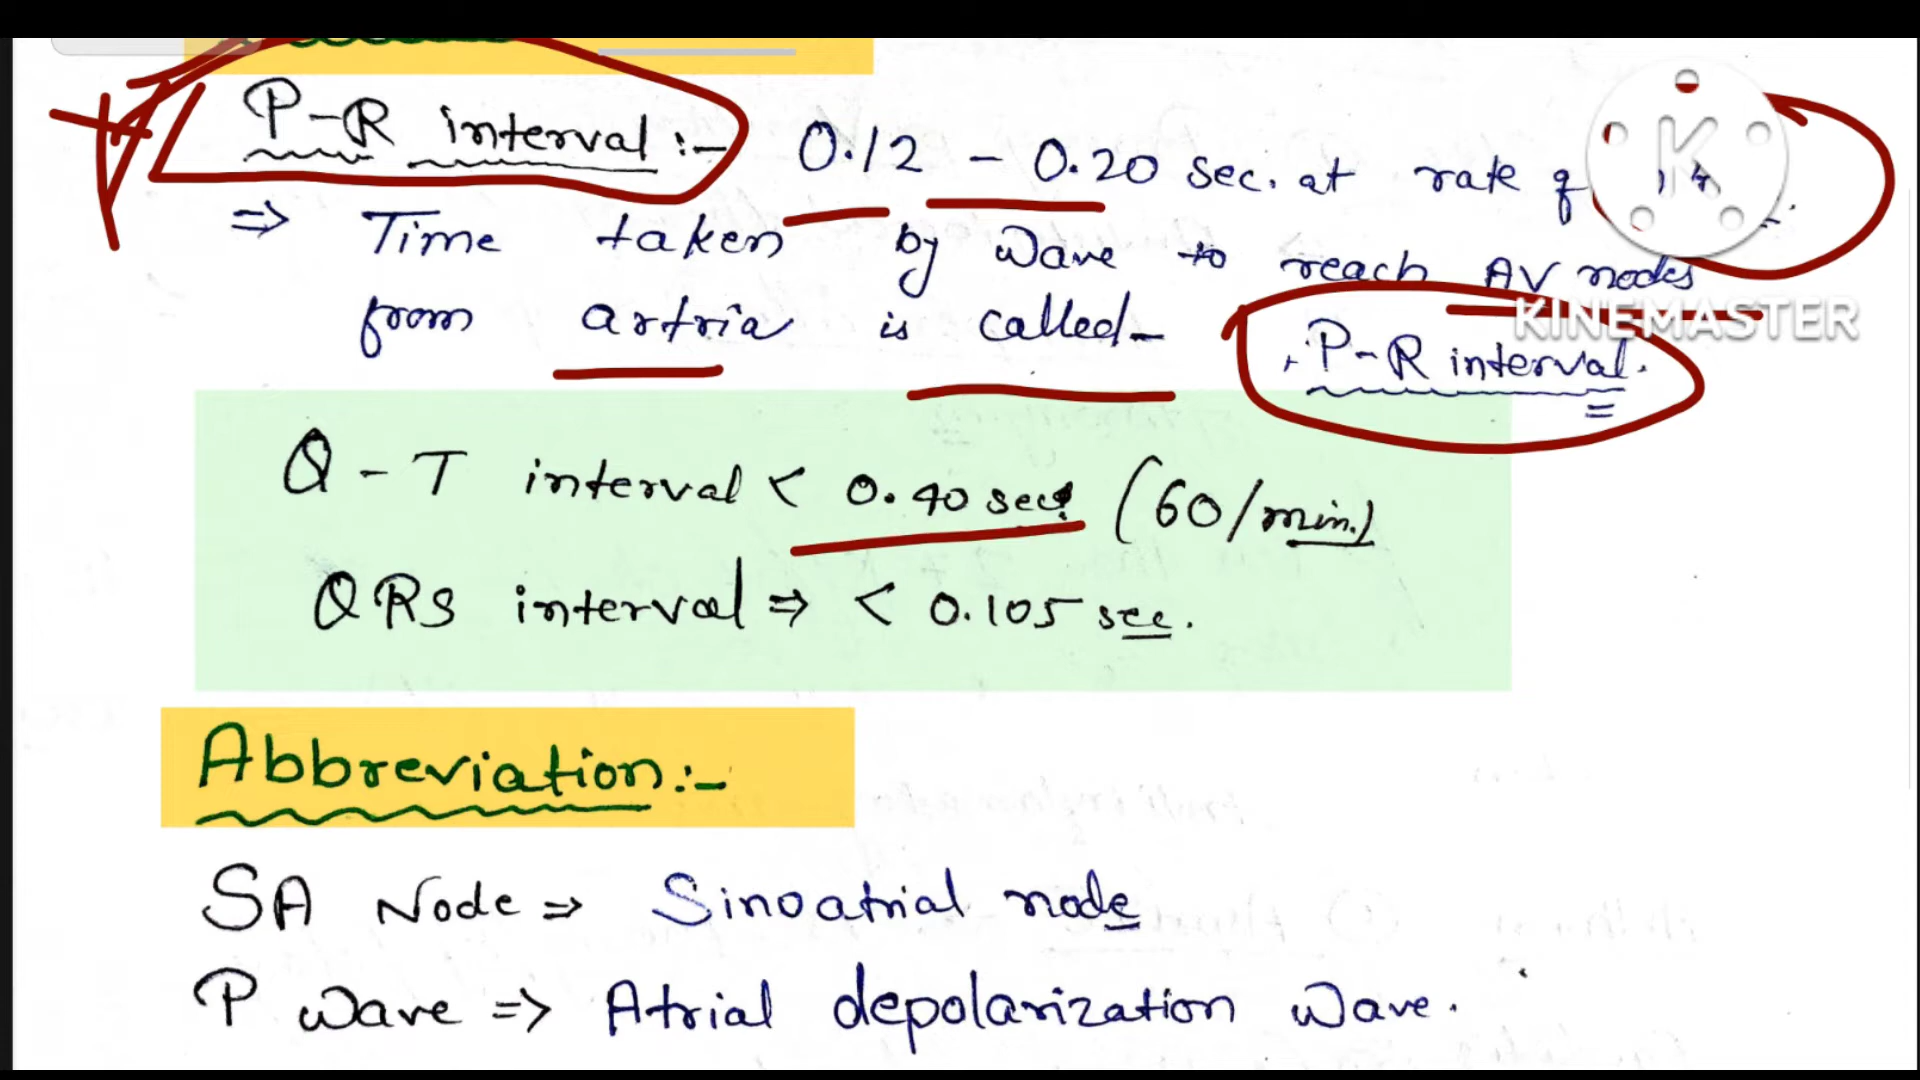 P-R interval :- 0.12 - 0.20 sec. at rate of
⇒ Time taken by wave to reach AV nodes
from artria is called- P-R interval.
KINEMASTER
Q-T interval < 0.40 sec. (60/min.)
QRS interval ⇒ < 0.105 sec.
Abbreviation:-
SA Node ⇒ Sinoatrial node
P wave => Atrial depolarization wave.